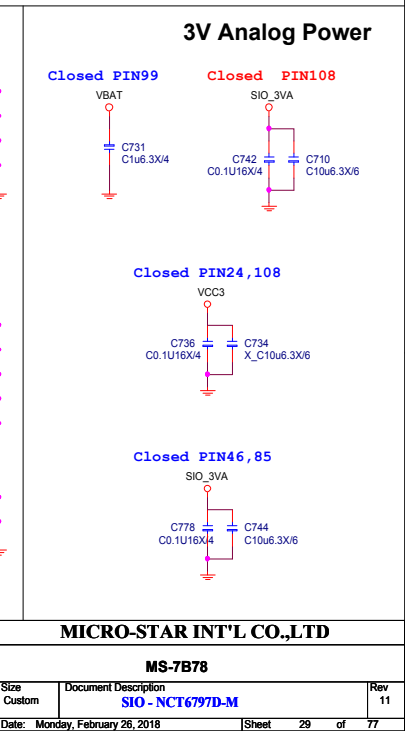 3V Analog Power
Closed PIN99
VBAT
C731
C1u6.3X/4
Closed PIN108
SIO_3VA
C742
C0.1U16X/4
C710
C10u6.3X/6
Closed PIN24,108
VCC3
C736
C0.1U16X/4
C734
X_C10u6.3X/6
Closed PIN46,85
SIO_3VA
C778
C0.1U16X/4
C744
C10u6.3X/6
MICRO-STAR INT'L CO.,LTD
MS-7B78
Size
Custom
Document Description
SIO - NCT6797D-M
Rev
11
Date: Monday, February 26, 2018
Sheet 29 of 77